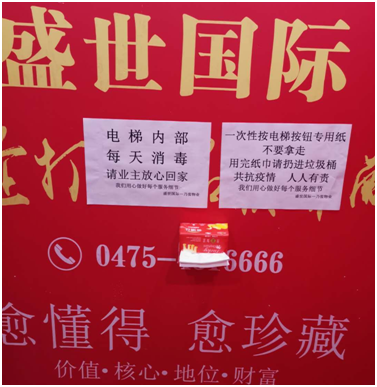 盛世国际
电梯内部
每天消毒
请业主放心回家
我们用心做好每个服务细节
一次性按电梯按钮专用纸
不要拿走
用完纸巾请扔进垃圾桶
共抗疫情 人人有责
我们用心做好每个服务细节
0475- 6666
愈懂得 愈珍藏
价值·核心·地位·财富